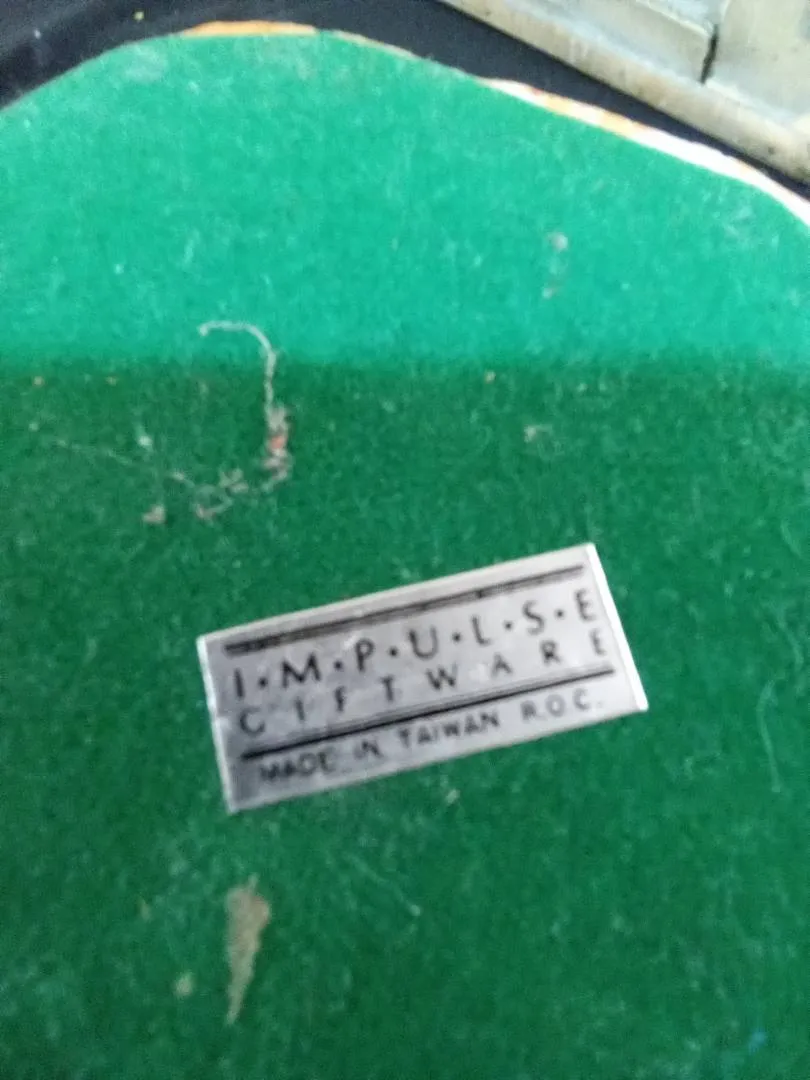 I·M·P·U·L·S·E
GIFTWARE
MADE IN TAIWAN R.O.C.